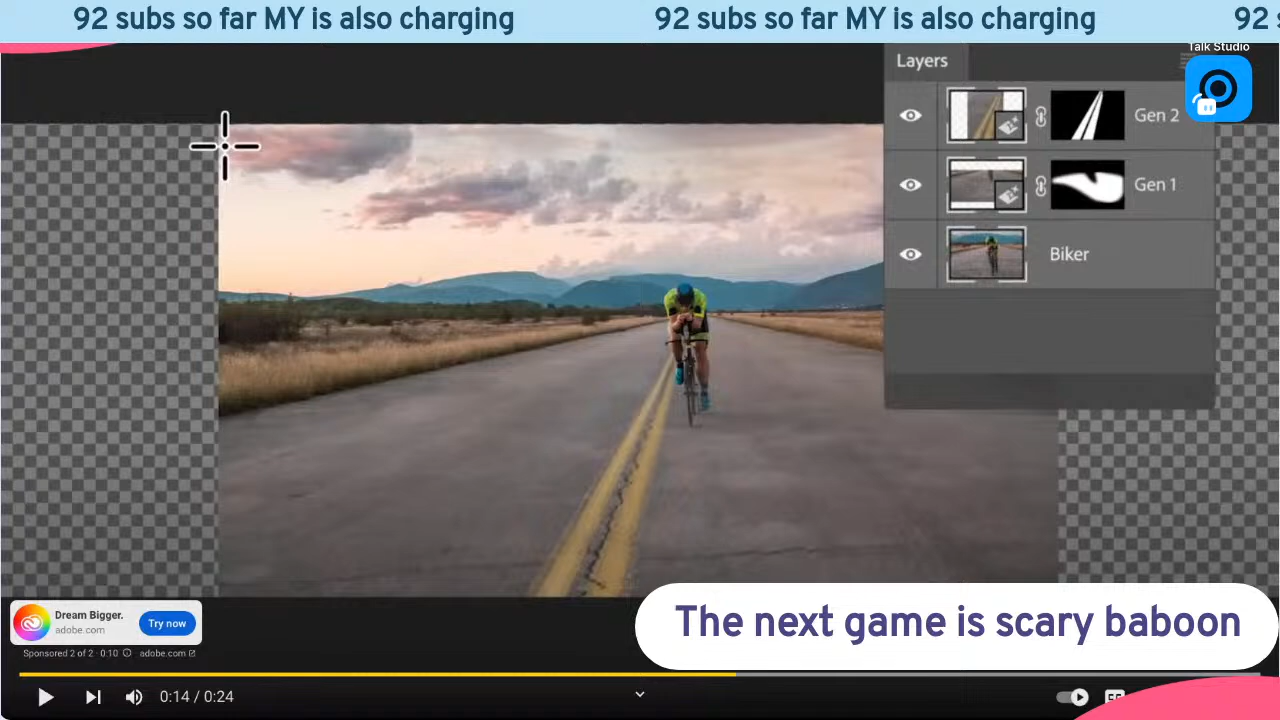 92 subs so far MY is also charging 92 subs so far MY is also charging 92
Talk Studio
Layers
Gen 2
Gen 1
Biker
The next game is scary baboon
Dream Bigger.
adobe.com
Try now
Sponsored 2 of 2 · 0:10 adobe.com
0:14 / 0:24